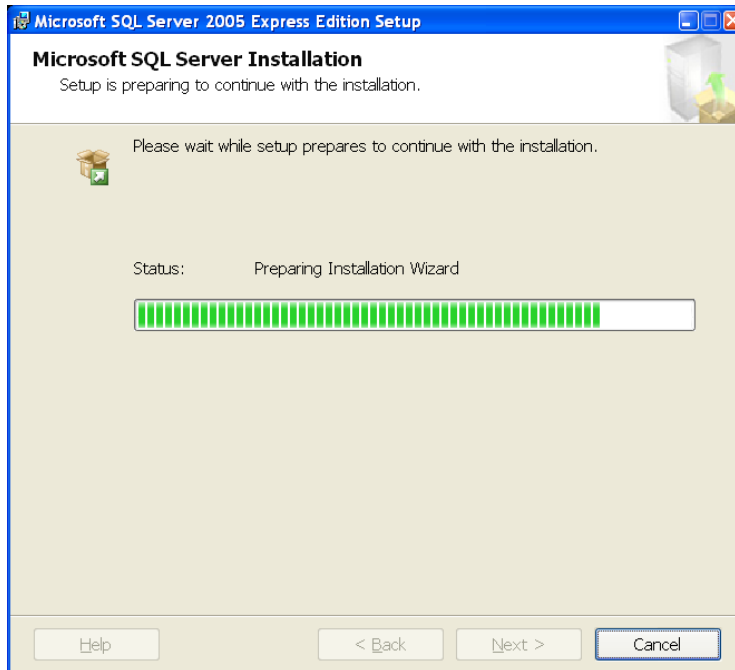 Microsoft SQL Server 2005 Express Edition Setup
Microsoft SQL Server Installation
Setup is preparing to continue with the installation.
Please wait while setup prepares to continue with the installation.
Status: Preparing Installation Wizard
Help < Back Next > Cancel